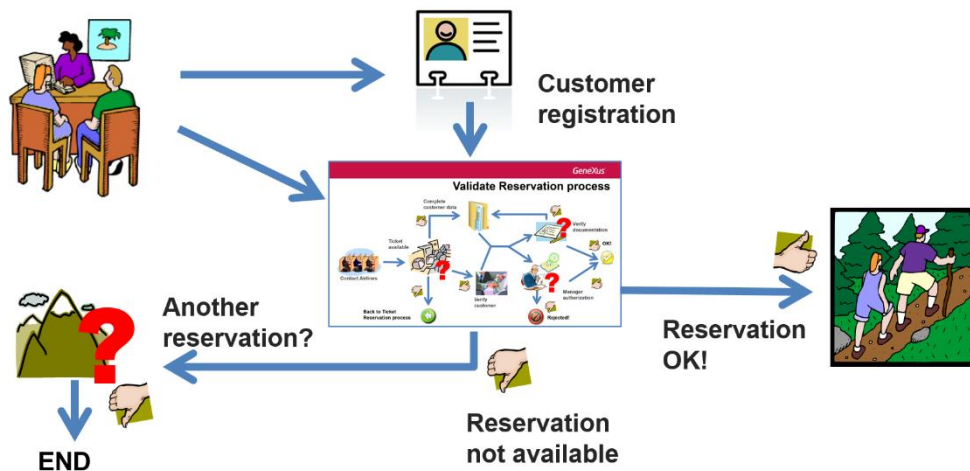 Customer
registration
GeneXus
Validate Reservation process
Complete
customer data
Verify
documentation
Ticket
available
OK!
Contact Airlines
Verify
customer
Manager
authorization
Back to Ticket
Reservation process
Rejected!
Another
reservation?
Reservation
OK!
Reservation
not available
END